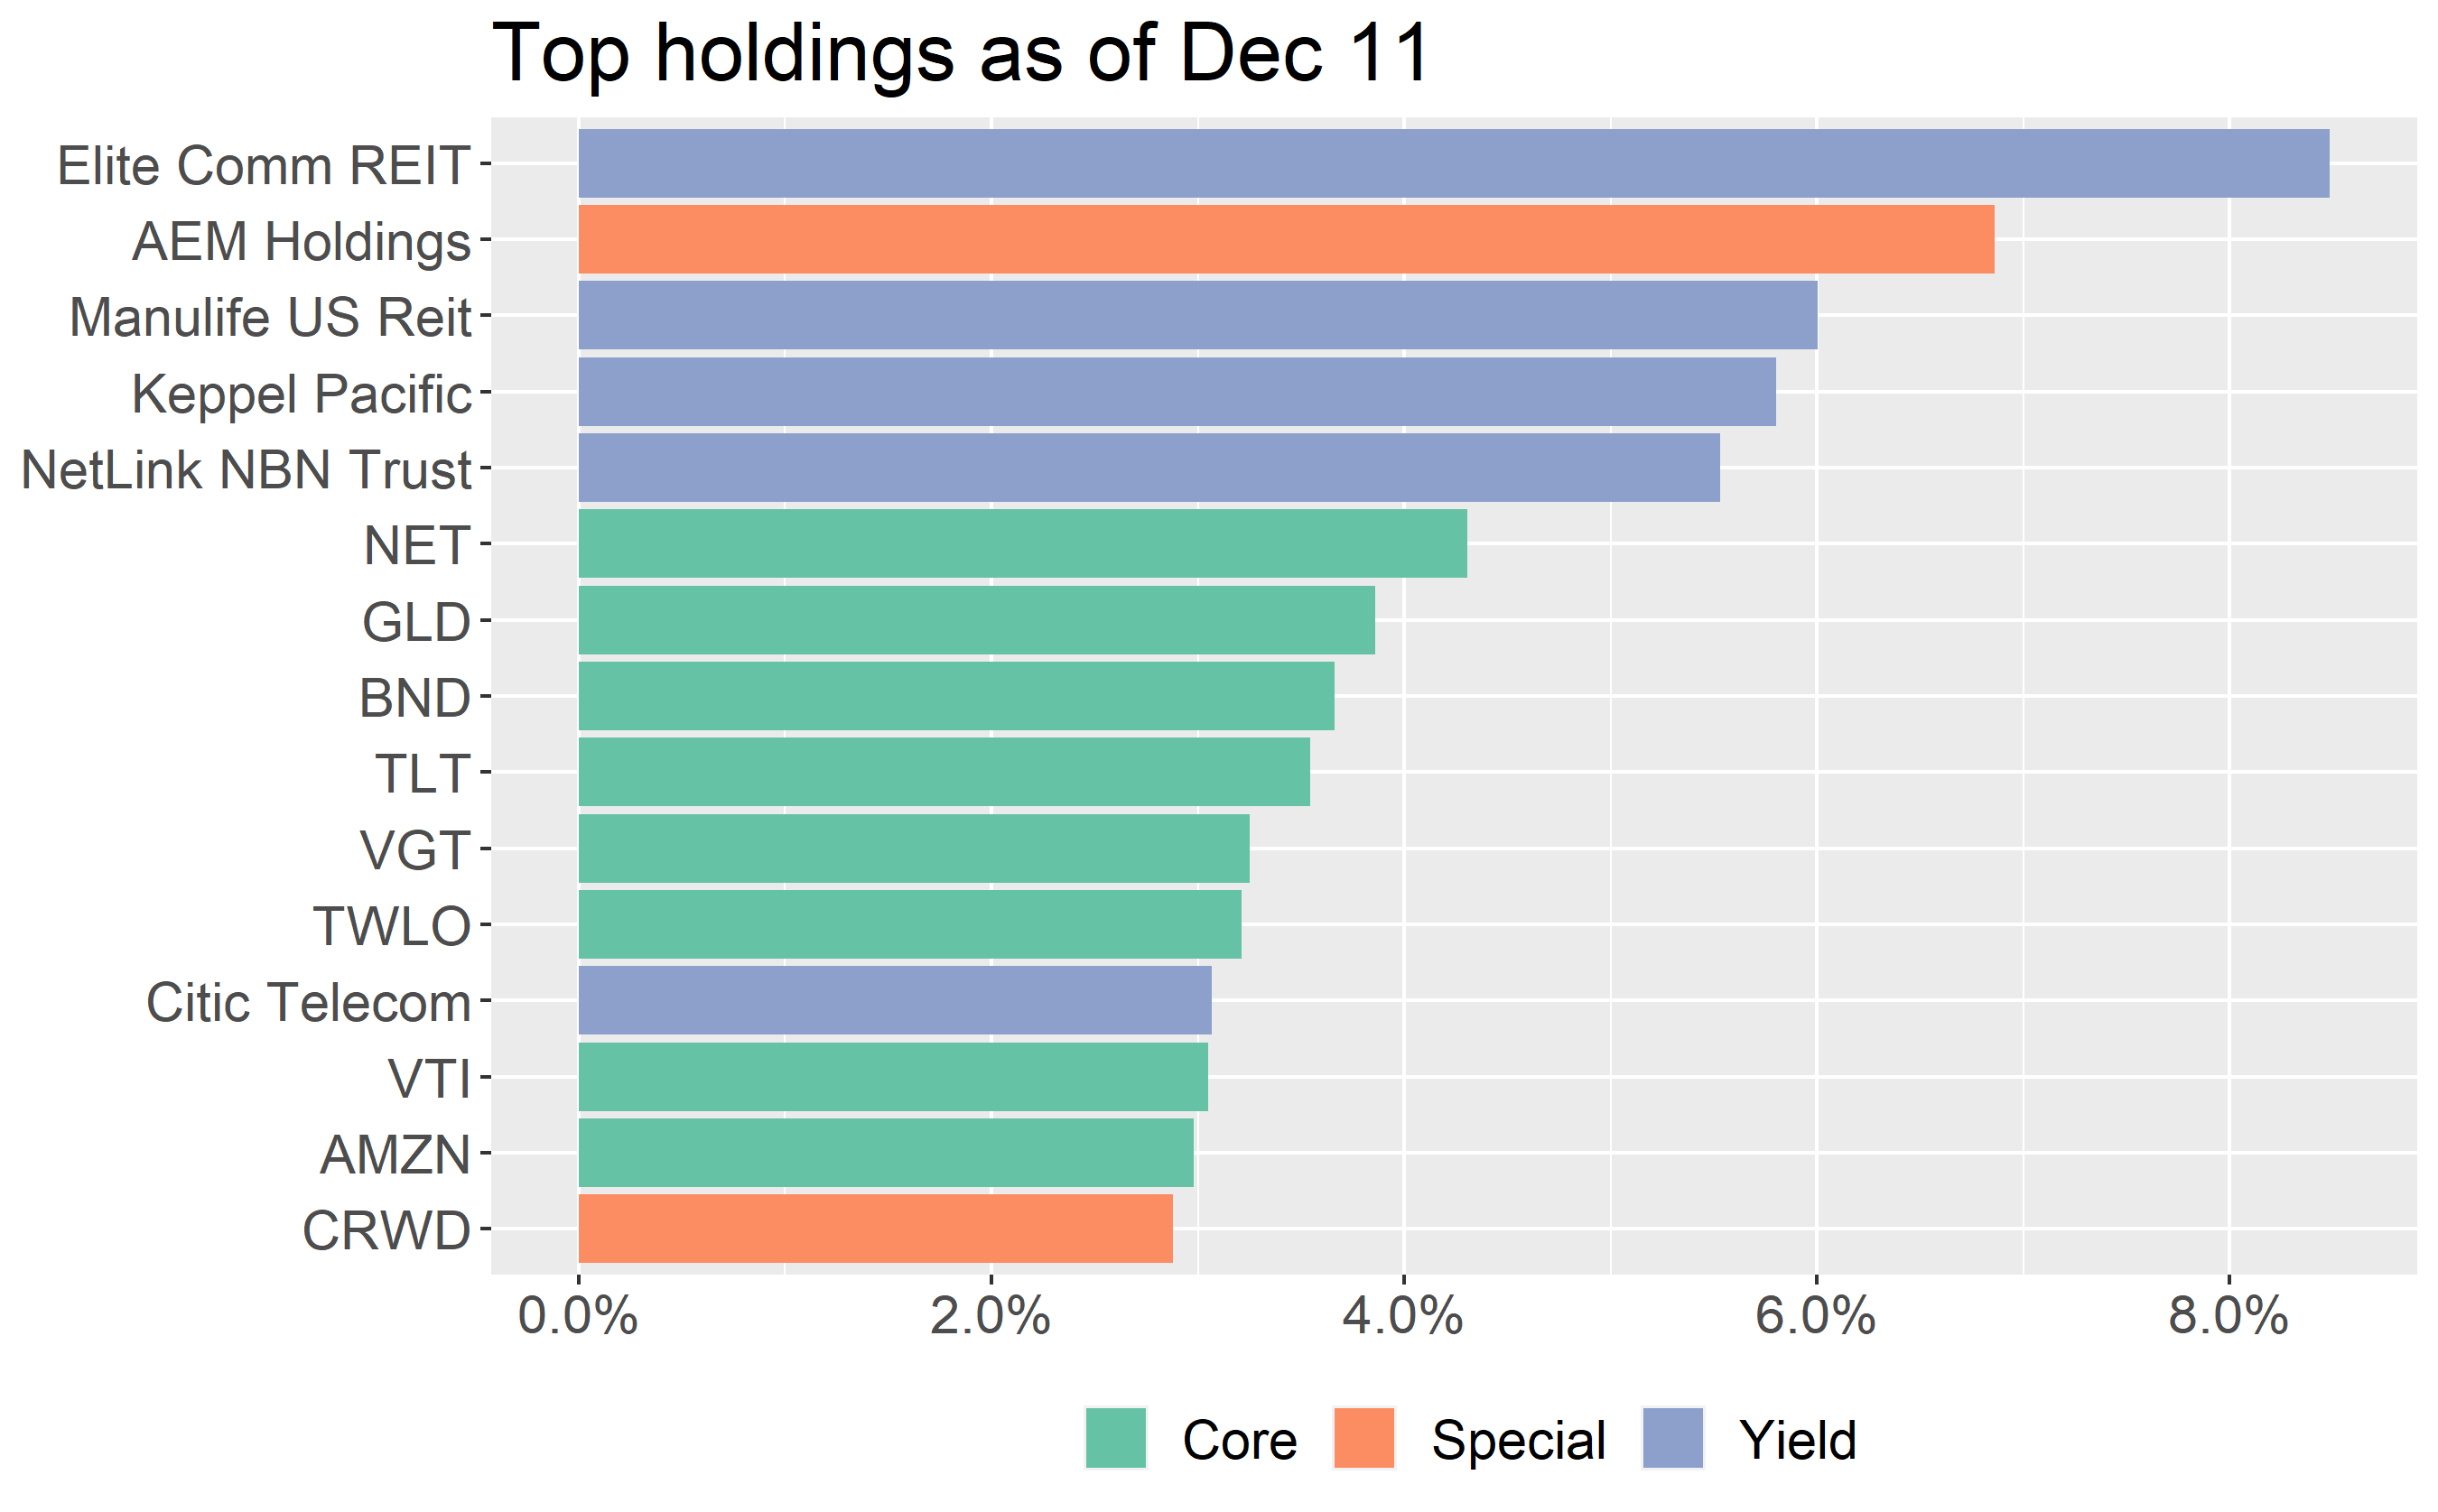 Top holdings as of Dec 11
Elite Comm REIT
AEM Holdings
Manulife US Reit
Keppel Pacific
NetLink NBN Trust
NET
GLD
BND
TLT
VGT
TWLO
Citic Telecom
VTI
AMZN
CRWD
0.0% 2.0% 4.0% 6.0% 8.0%
Core Special Yield